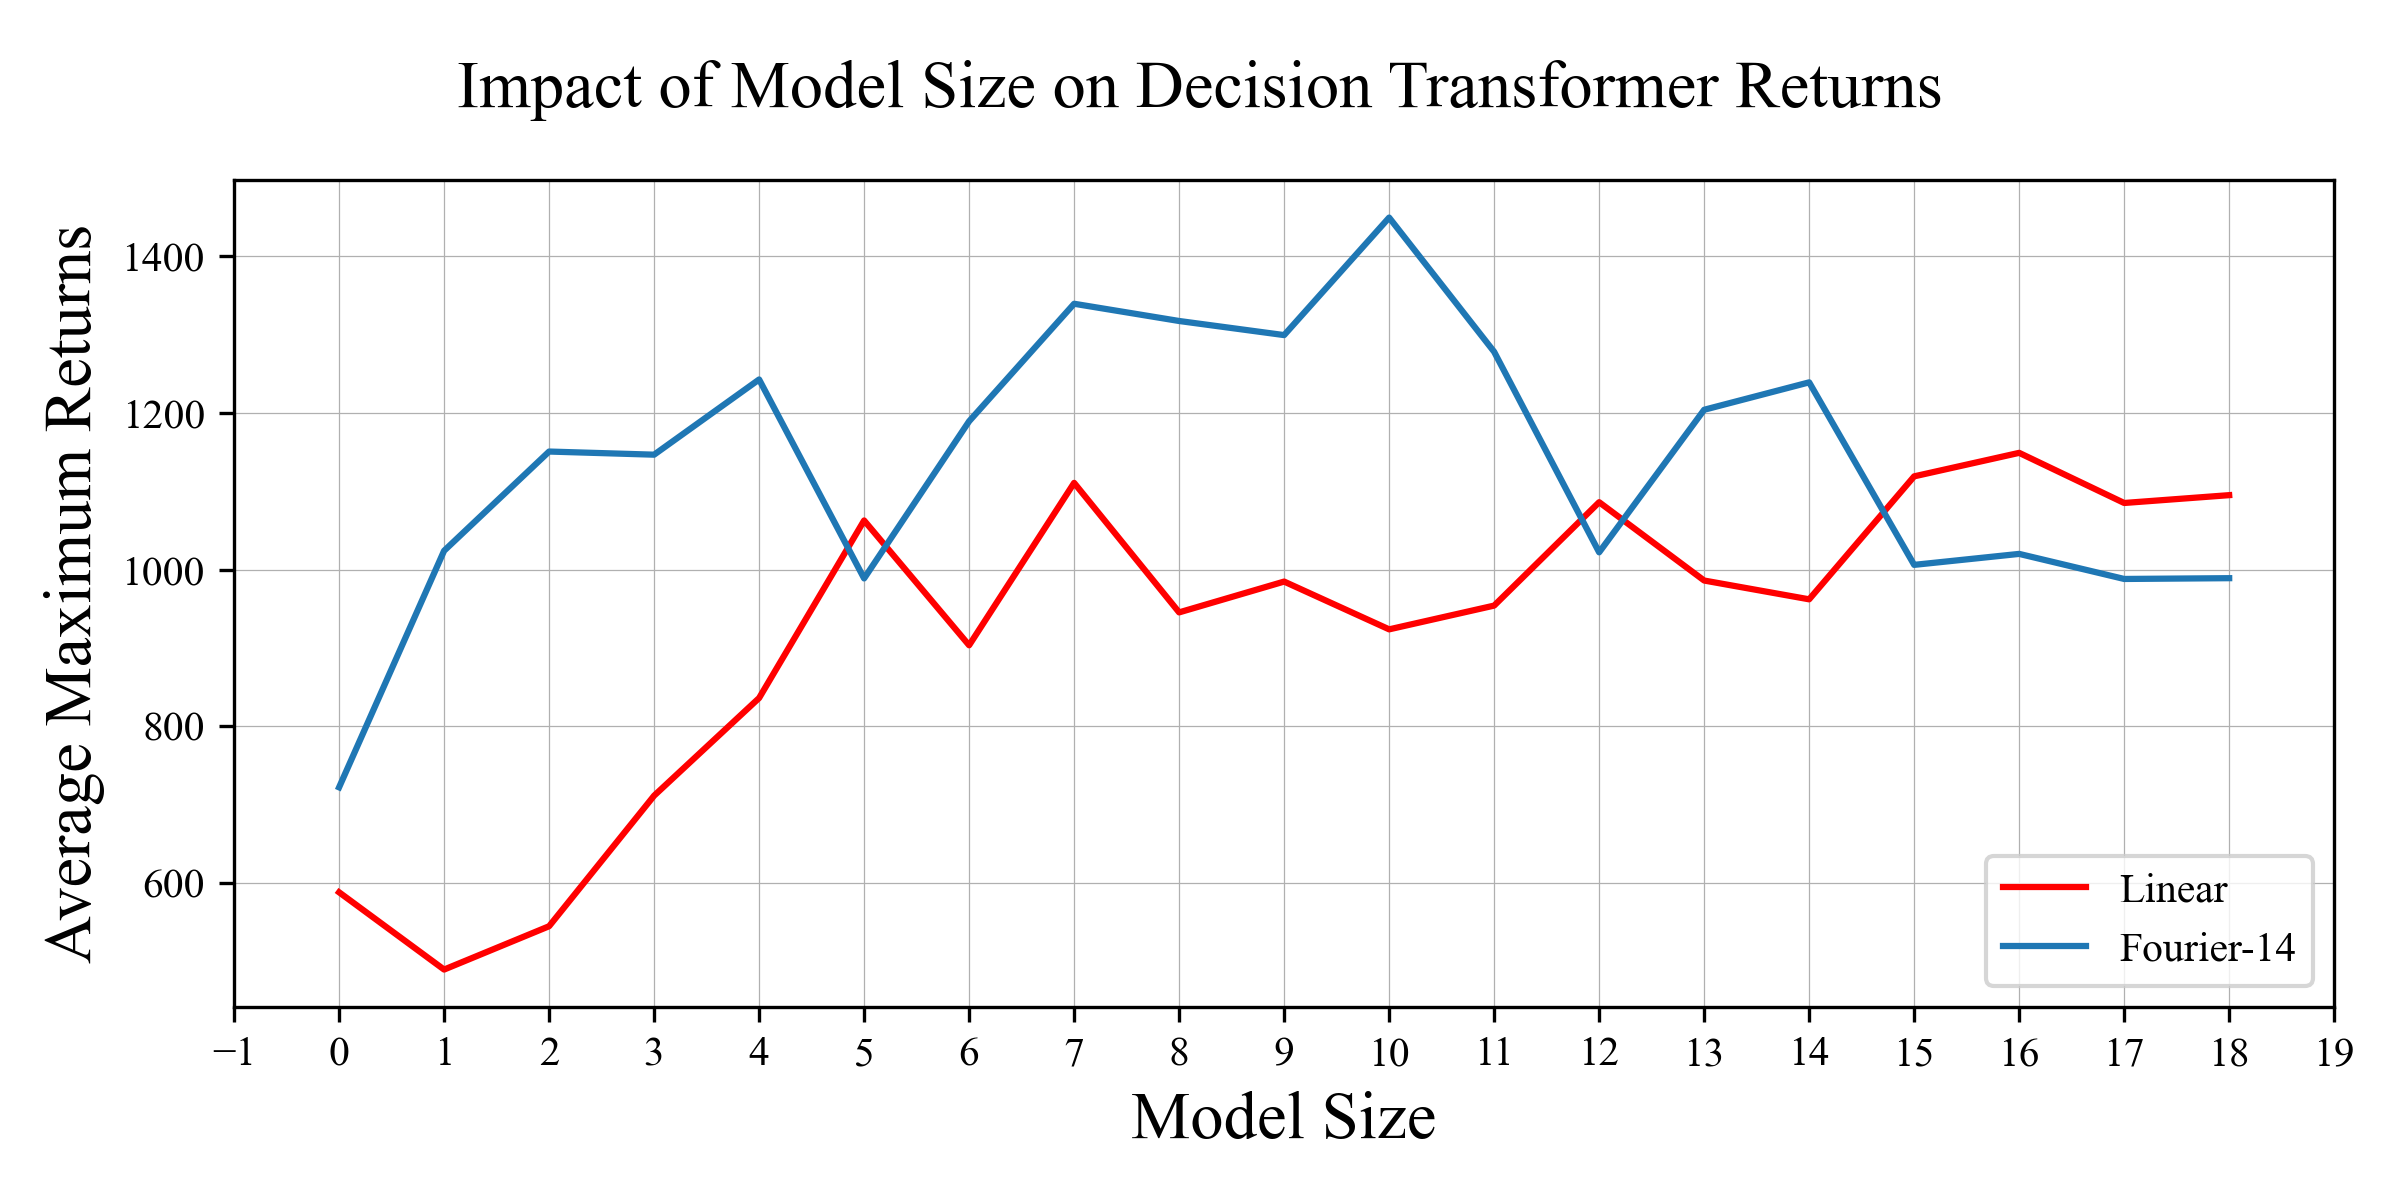 Impact of Model Size on Decision Transformer Returns
Average Maximum Returns
1400
1200
1000
800
600
Linear
Fourier-14
−1 0 1 2 3 4 5 6 7 8 9 10 11 12 13 14 15 16 17 18 19
Model Size